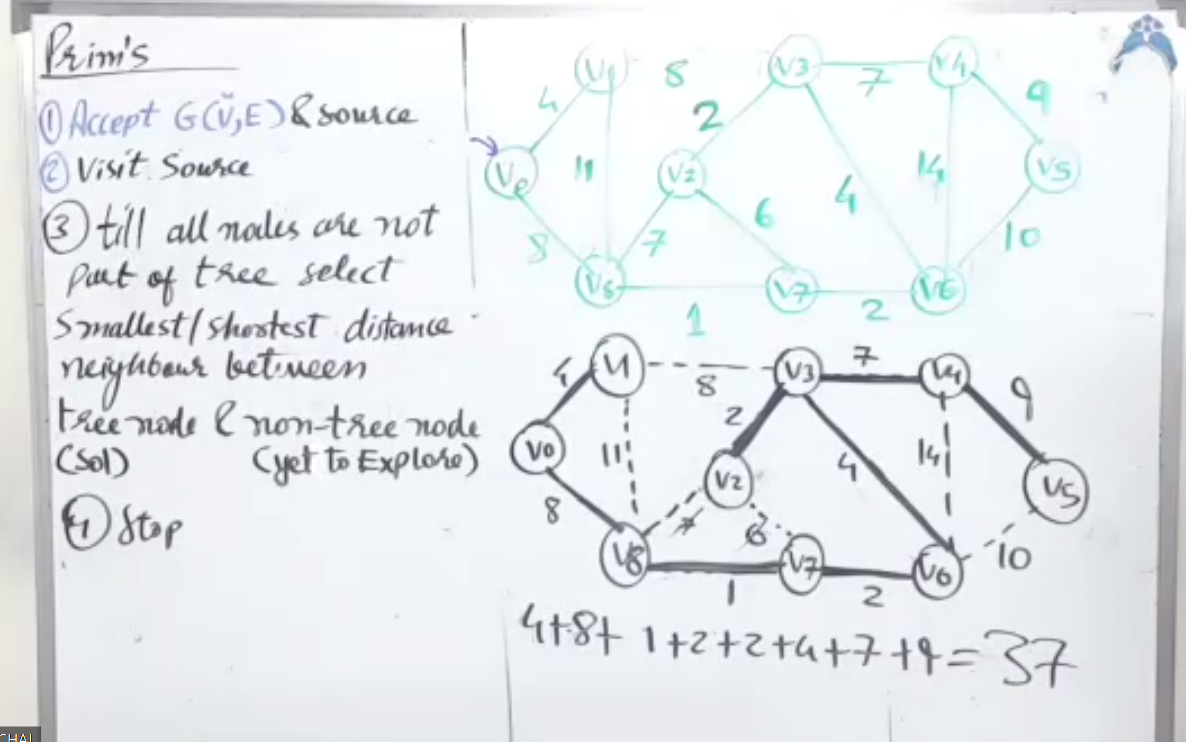 Prim's
① Accept G(V,E) & source
② Visit Source
③ till all nodes are not
part of tree select
Smallest/shortest distance
neighbour between
tree node & non-tree node
(Sol) (yet to Explore)
④ Stop
V1 8 V3 7 V4
4 2 9
V0 11 V2 4 14 V5
8 7 6 10
V8 1 V7 2 V6
V1 8 V3 7 V4
4 2 9
V0 11 V2 4 14 V5
8 7 6
V8 1 V7 2 V6 10
4+8+1+2+2+4+7+9=37
CHAL